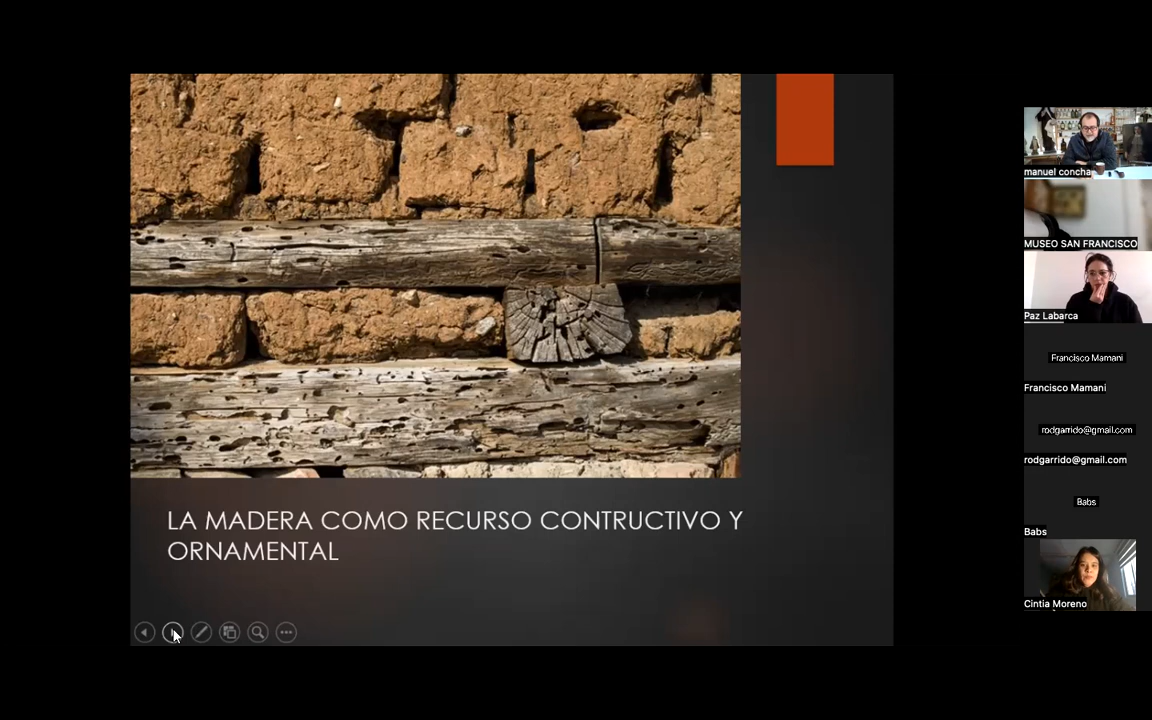 LA MADERA COMO RECURSO CONTRUCTIVO Y
ORNAMENTAL
manuel concha
MUSEO SAN FRANCISCO
Paz Labarca
Francisco Mamani
Francisco Mamani
rodgarrido@gmail.com
rodgarrido@gmail.com
Babs
Babs
Cintia Moreno